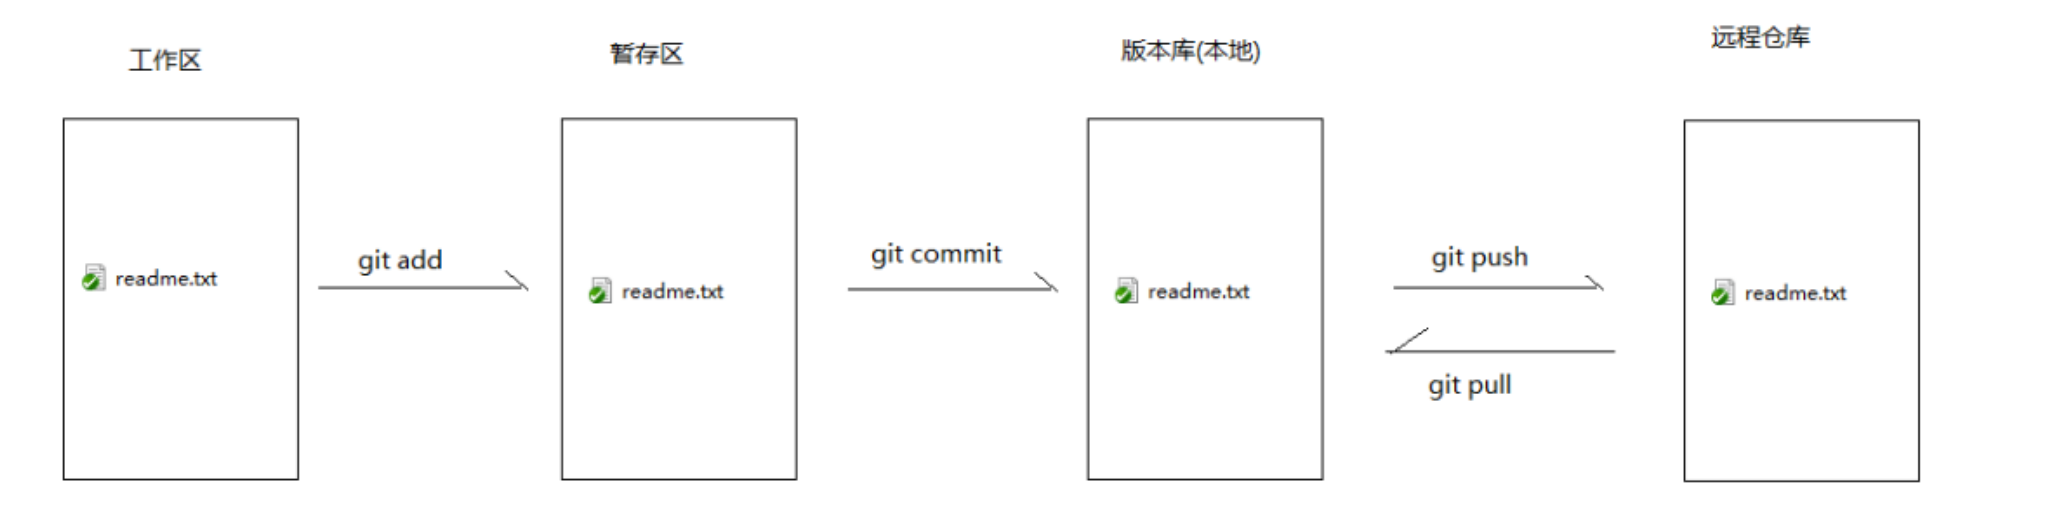 工作区
暂存区
版本库(本地)
远程仓库
git add
git commit
git push
readme.txt
readme.txt
readme.txt
readme.txt
git pull